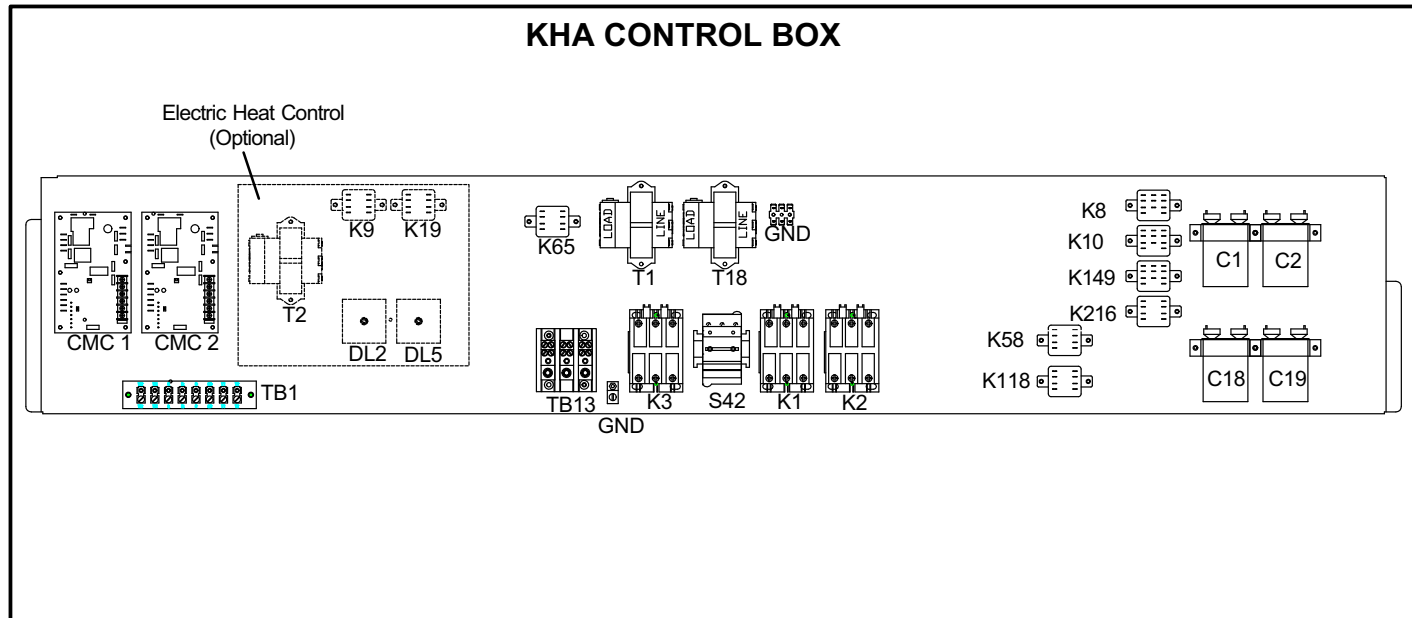 KHA CONTROL BOX
Electric Heat Control
(Optional)
CMC 1
CMC 2
TB1
K9
K19
T2
DL2
DL5
K65
LOAD
LINE
T1
LOAD
LINE
T18
GND
TB13
GND
K3
S42
K1
K2
K8
K10
K149
K216
K58
K118
C1
C2
C18
C19